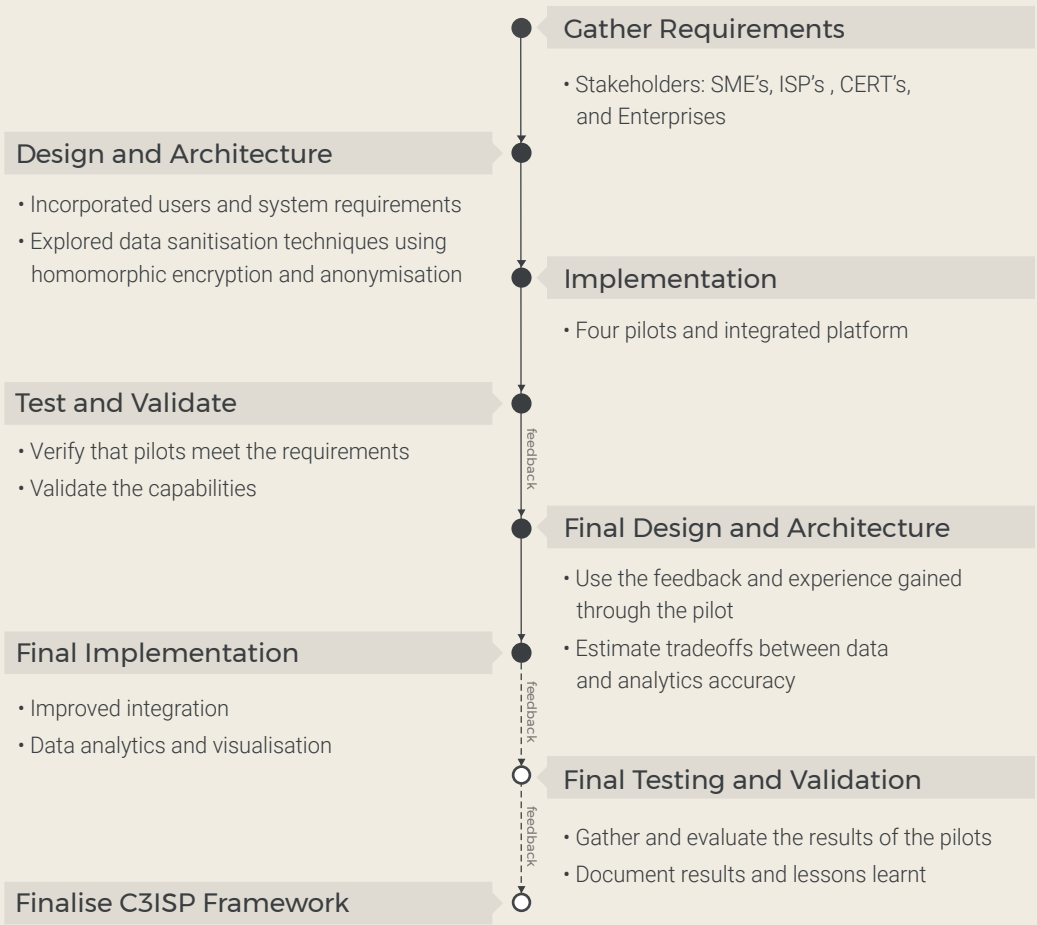 Gather Requirements
• Stakeholders: SME's, ISP's , CERT's,
and Enterprises
Design and Architecture
• Incorporated users and system requirements
• Explored data sanitisation techniques using
homomorphic encryption and anonymisation
Implementation
• Four pilots and integrated platform
Test and Validate
• Verify that pilots meet the requirements
• Validate the capabilities
feedback
Final Design and Architecture
• Use the feedback and experience gained
through the pilot
• Estimate tradeoffs between data
and analytics accuracy
Final Implementation
• Improved integration
• Data analytics and visualisation
feedback
Final Testing and Validation
• Gather and evaluate the results of the pilots
• Document results and lessons learnt
feedback
Finalise C3ISP Framework